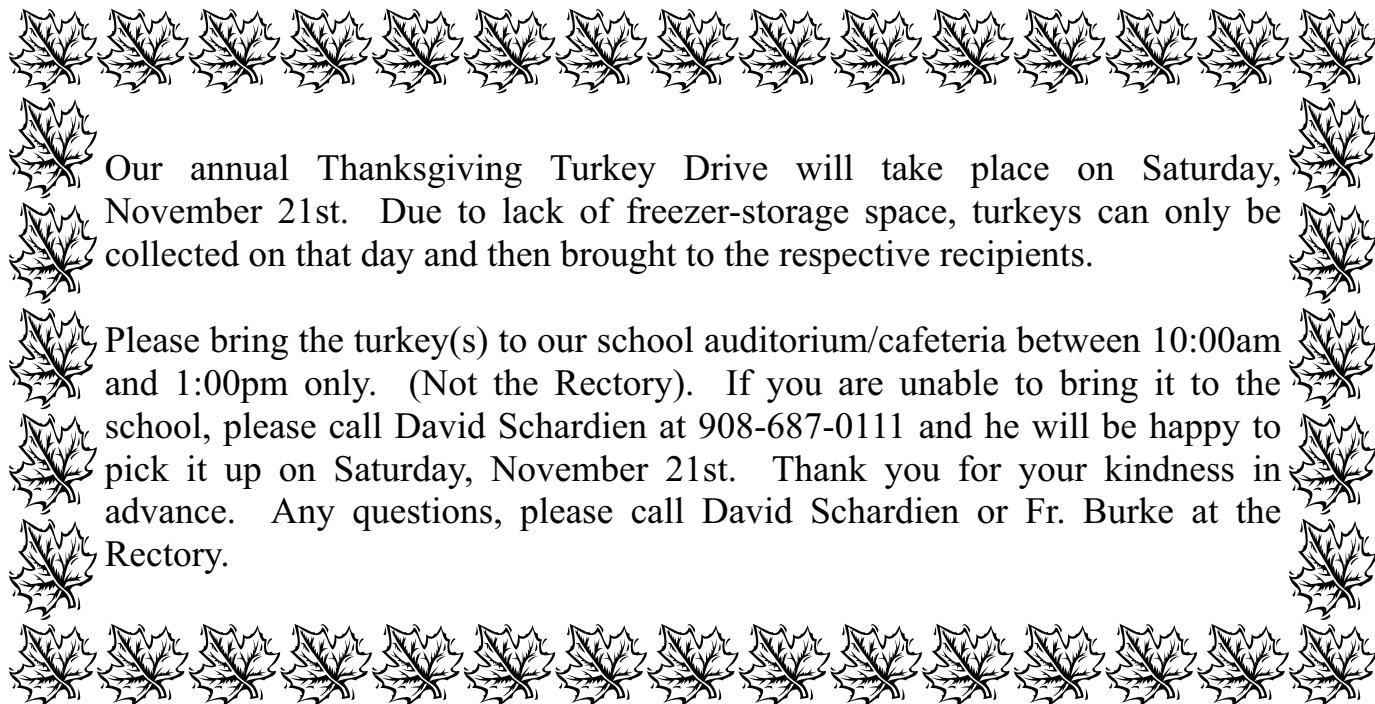 Our annual Thanksgiving Turkey Drive will take place on Saturday,
November 21st.  Due to lack of freezer-storage space, turkeys can only be
collected on that day and then brought to the respective recipients.

Please bring the turkey(s) to our school auditorium/cafeteria between 10:00am
and 1:00pm only.  (Not the Rectory).  If you are unable to bring it to the
school, please call David Schardien at 908-687-0111 and he will be happy to
pick it up on Saturday, November 21st.  Thank you for your kindness in
advance.  Any questions, please call David Schardien or Fr. Burke at the
Rectory.